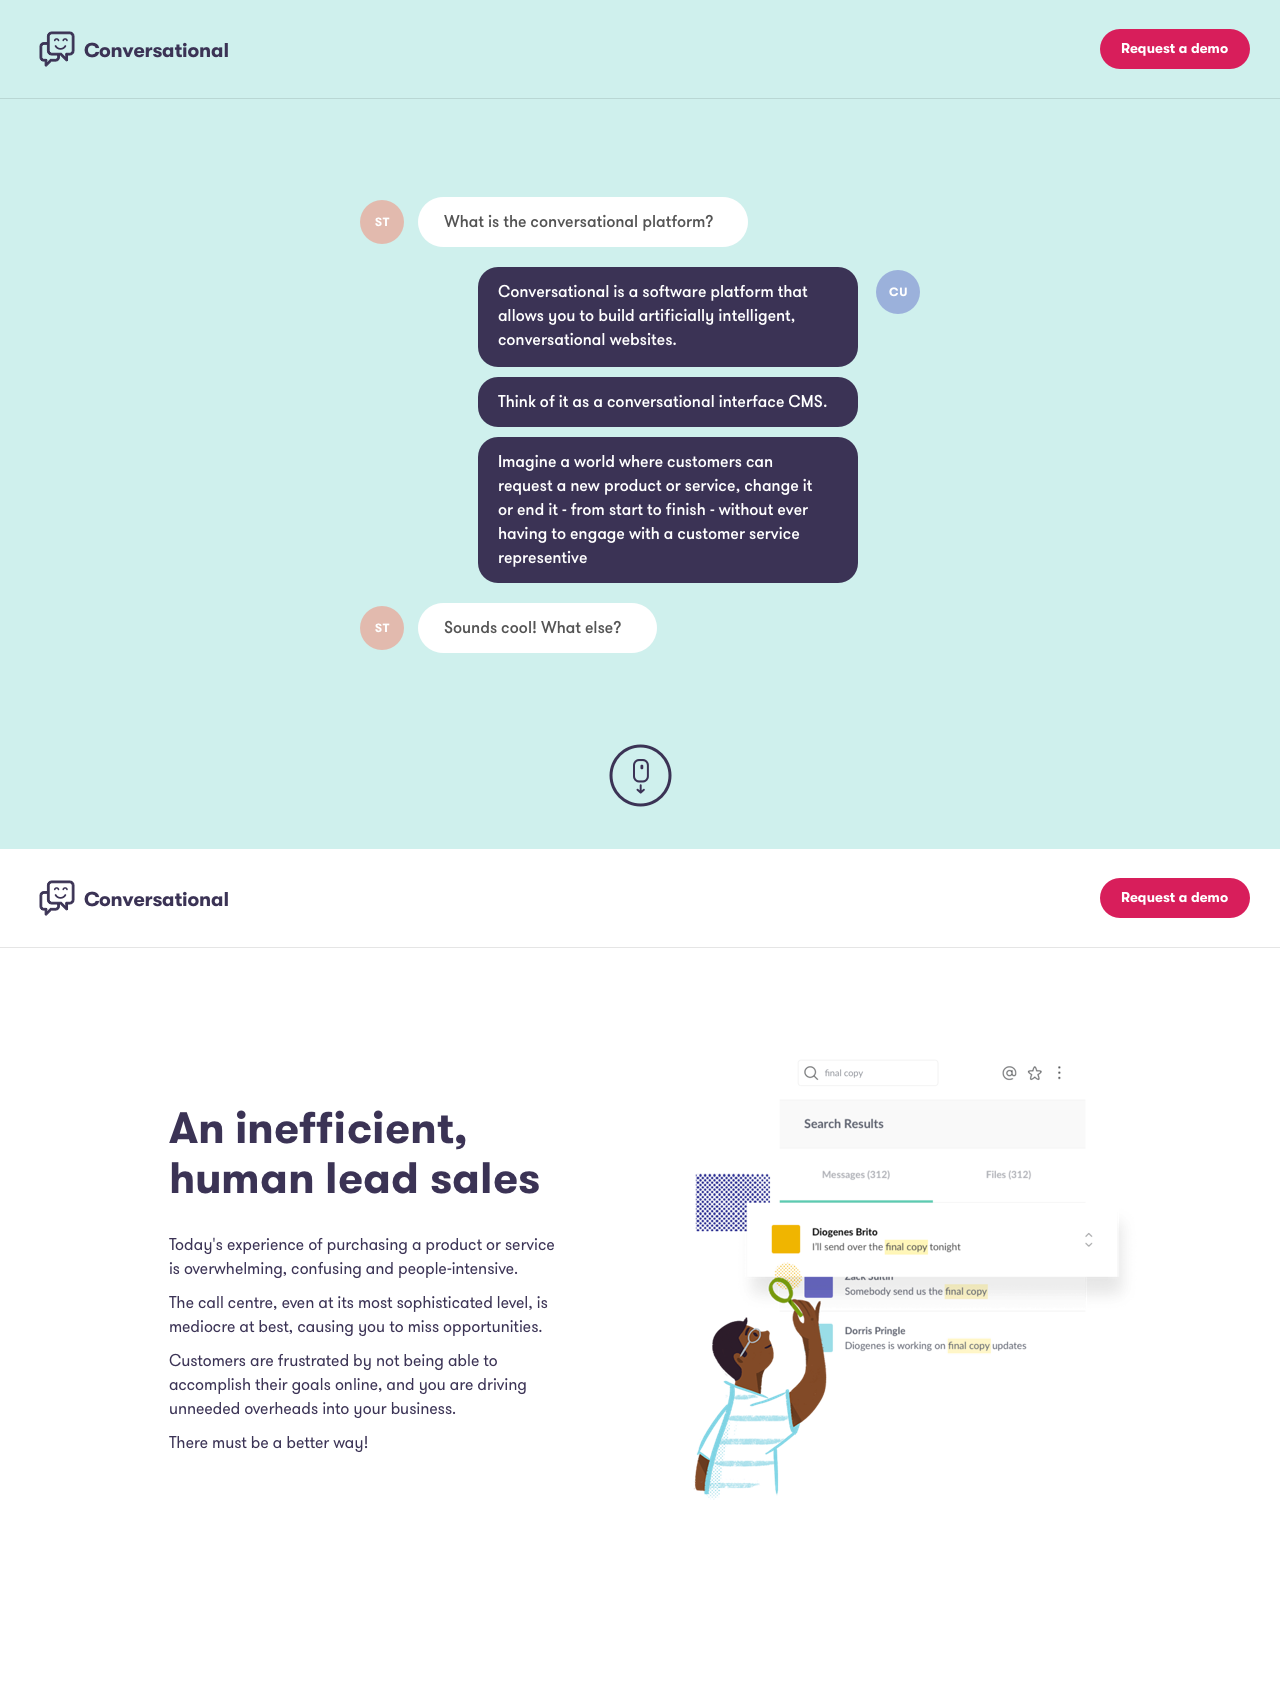 Conversational
Request a demo
ST
What is the conversational platform?
Conversational is a software platform that
allows you to build artificially intelligent,
conversational websites.
CU
Think of it as a conversational interface CMS.
Imagine a world where customers can
request a new product or service, change it
or end it - from start to finish - without ever
having to engage with a customer service
representive
ST
Sounds cool! What else?
Conversational
Request a demo
An inefficient,
human lead sales
Today's experience of purchasing a product or service
is overwhelming, confusing and people-intensive.
The call centre, even at its most sophisticated level, is
mediocre at best, causing you to miss opportunities.
Customers are frustrated by not being able to
accomplish their goals online, and you are driving
unneeded overheads into your business.
There must be a better way!
final copy
Search Results
Messages (312)
Files (312)
Diogenes Brito
I'll send over the final copy tonight
Somebody send us the final copy
Dorris Pringle
Diogenes is working on final copy updates